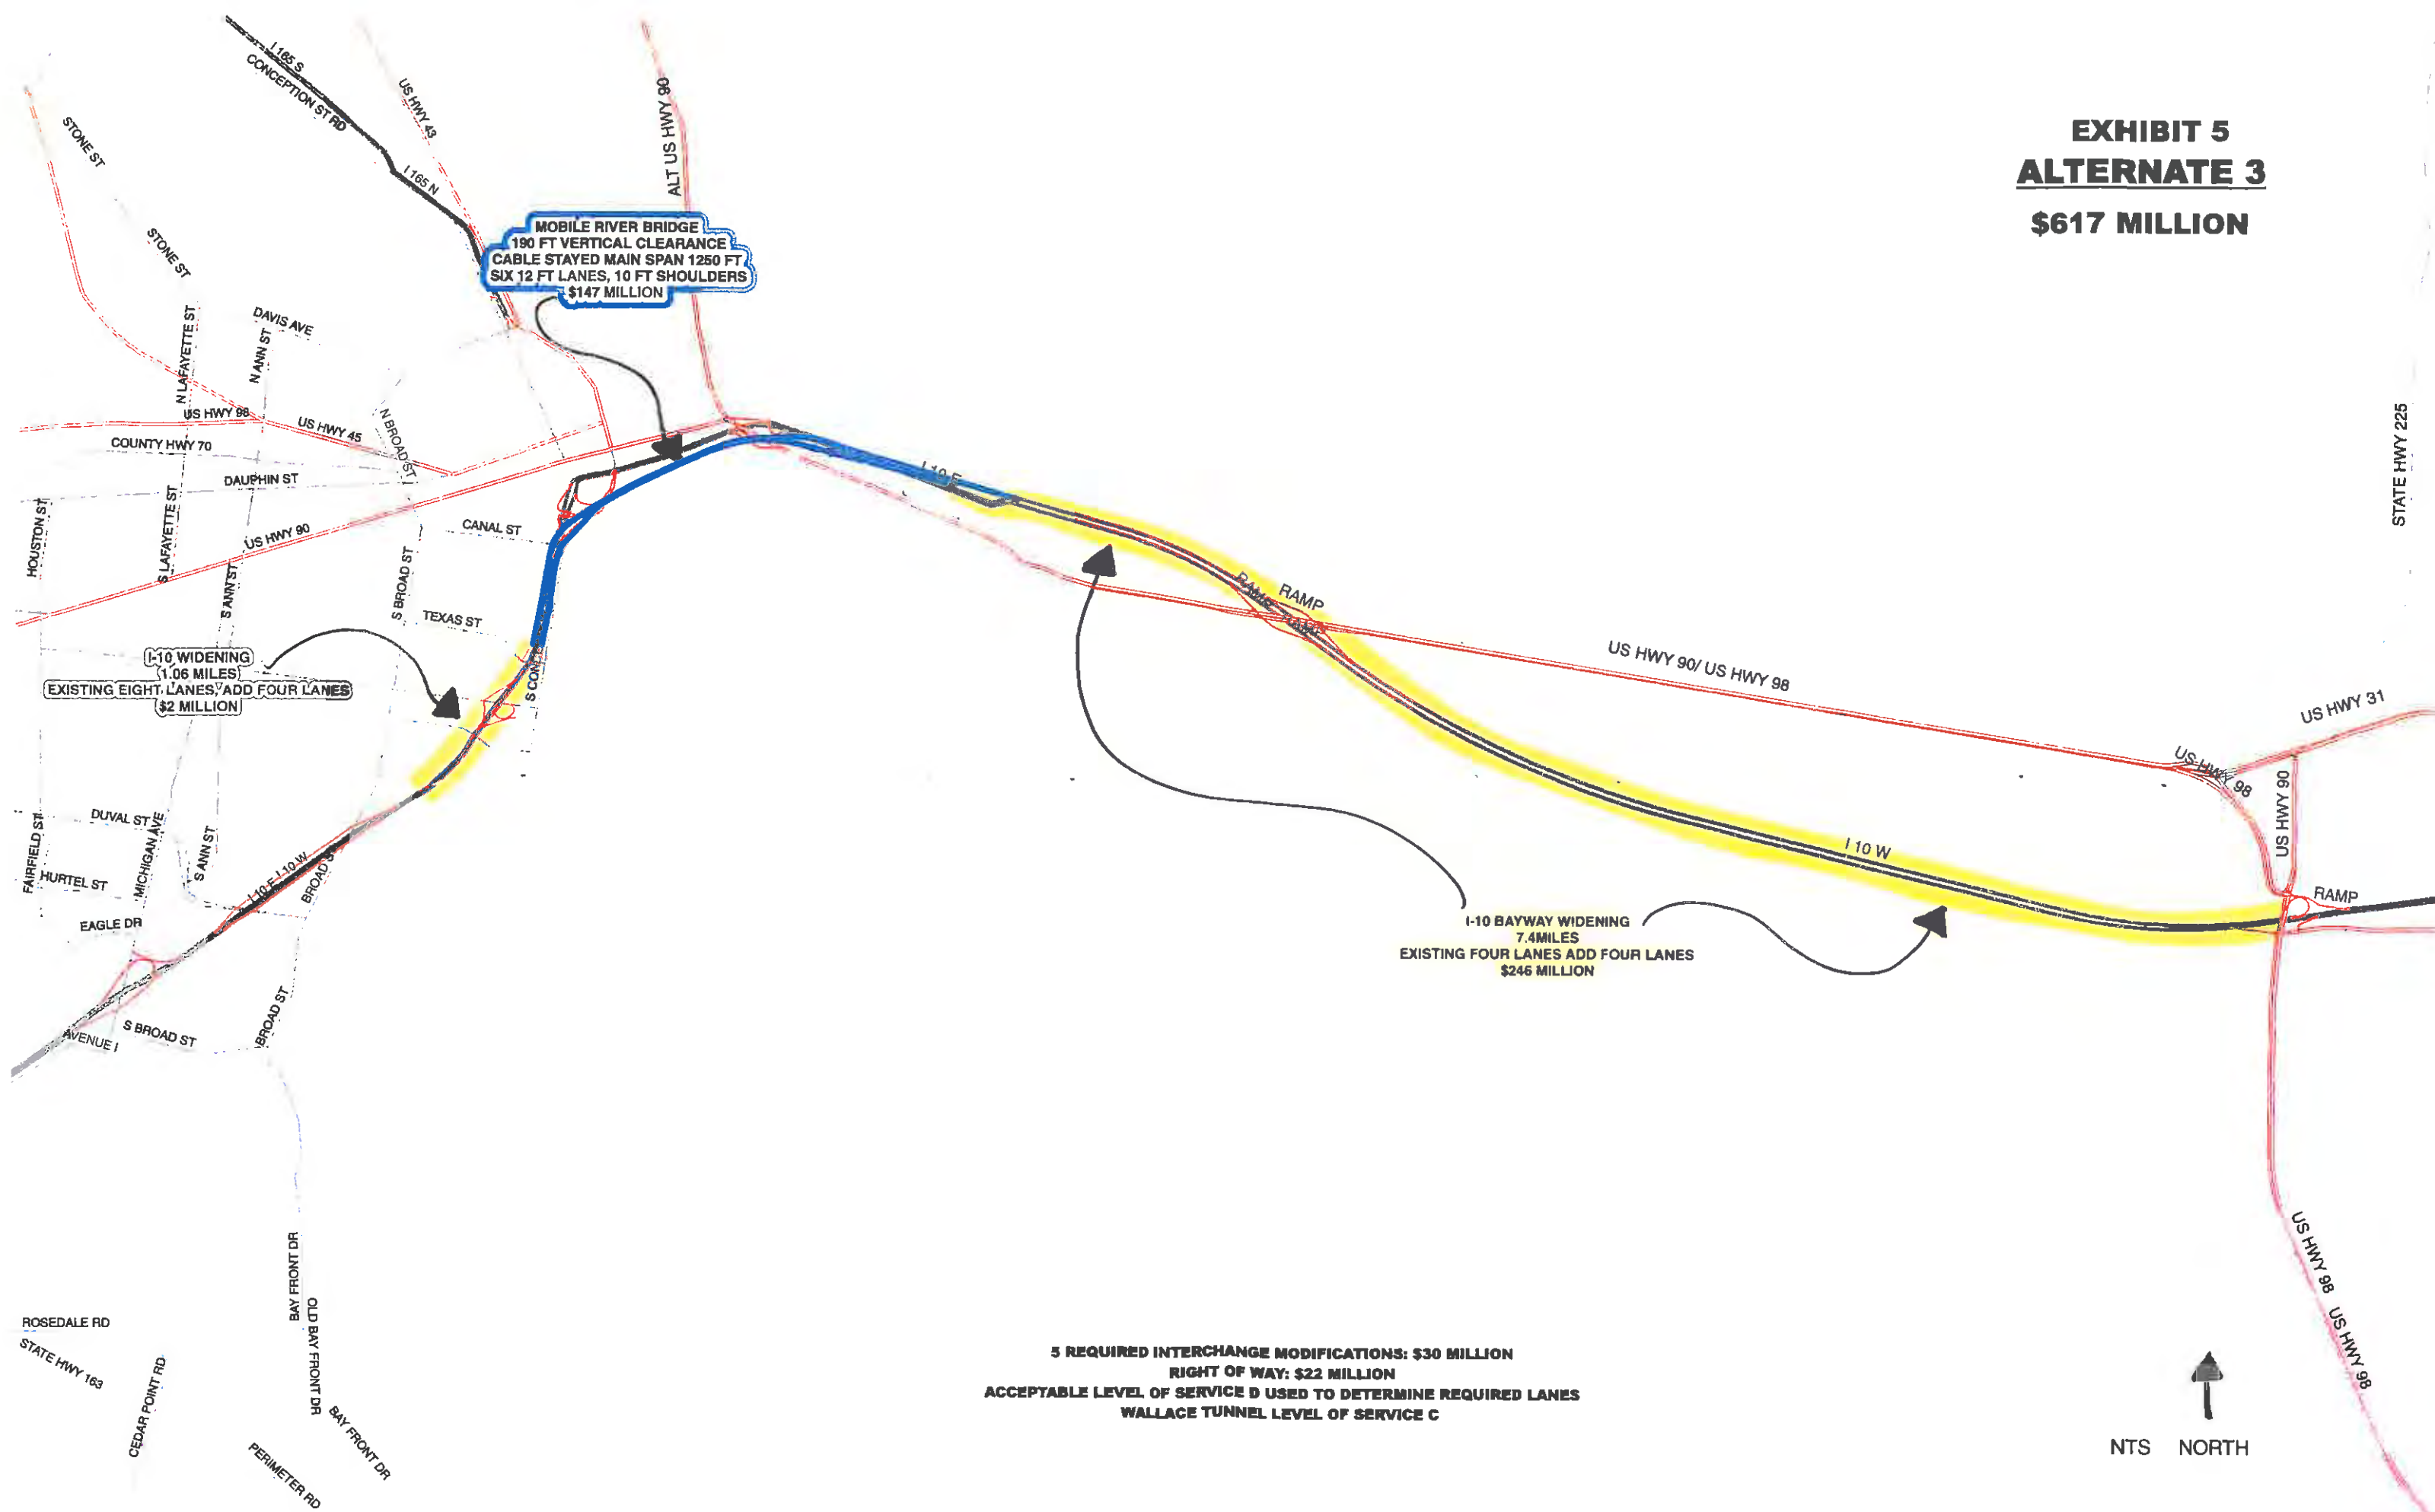 EXHIBIT 5
ALTERNATE 3
$617 MILLION
I 165 S
CONCEPTION ST RD
I 165 N
US HWY 43
ALT US HWY 90
STONE ST
STONE ST
MOBILE RIVER BRIDGE
190 FT VERTICAL CLEARANCE
CABLE STAYED MAIN SPAN 1250 FT
SIX 12 FT LANES, 10 FT SHOULDERS
$147 MILLION
N LAFAYETTE ST
DAVIS AVE
N ANN ST
US HWY 98
US HWY 45
N BROAD ST
COUNTY HWY 70
DAUPHIN ST
HOUSTON ST
S LAFAYETTE ST
US HWY 90
CANAL ST
S ANN ST
S BROAD ST
TEXAS ST
I 10 E
STATE HWY 225
RAMP
RAMP
US HWY 90/ US HWY 98
US HWY 31
US HWY 98
US HWY 90
I-10 WIDENING
1.06 MILES
EXISTING EIGHT LANES, ADD FOUR LANES
$2 MILLION
DUVAL ST
FAIRFIELD ST
HURTEL ST
MICHIGAN AVE
S ANN ST
I 10 E I 10 W
EAGLE DR
AVENUE I
S BROAD ST
BROAD ST
I 10 W
RAMP
I-10 BAYWAY WIDENING
7.4MILES
EXISTING FOUR LANES ADD FOUR LANES
$246 MILLION
US HWY 98
US HWY 98
BAY FRONT DR
OLD BAY FRONT DR
BAY FRONT DR
ROSEDALE RD
STATE HWY 163
CEDAR POINT RD
PERIMETER RD
5 REQUIRED INTERCHANGE MODIFICATIONS: $30 MILLION
RIGHT OF WAY: $22 MILLION
ACCEPTABLE LEVEL OF SERVICE D USED TO DETERMINE REQUIRED LANES
WALLACE TUNNEL LEVEL OF SERVICE C
NTS NORTH